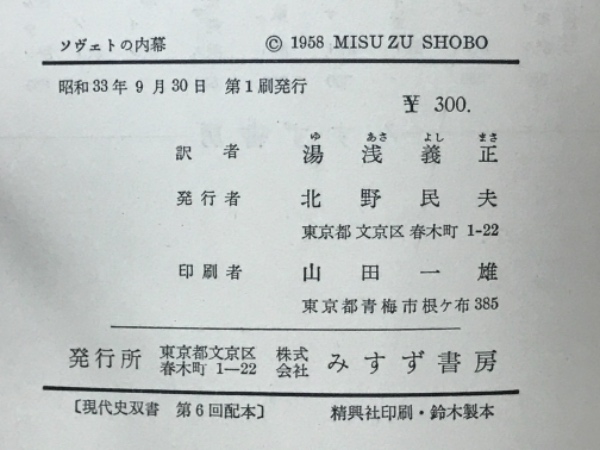 ソヴェトの内幕 © 1958 MISUZU SHOBO
昭和33年9月30日 第1刷発行
¥ 300.
ゆ あさ よし まさ
訳者 湯浅義正
発行者 北野民夫
東京都文京区春木町 1-22
印刷者 山田一雄
東京都青梅市根ケ布385
発行所 東京都文京区 株式 みすず書房
春木町 1—22 会社
〔現代史双書 第6回配本〕 精興社印刷・鈴木製本